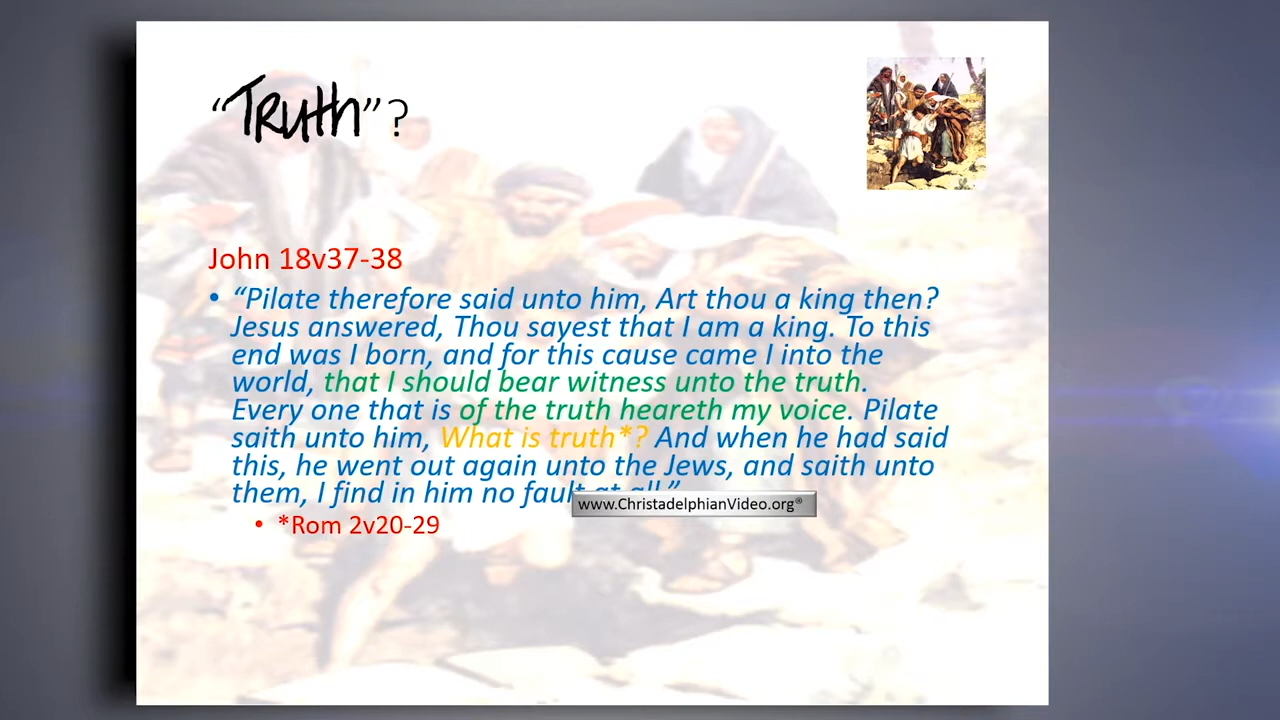 “Truth”?
John 18v37-38
• “Pilate therefore said unto him, Art thou a king then?
Jesus answered, Thou sayest that I am a king. To this
end was I born, and for this cause came I into the
world, that I should bear witness unto the truth.
Every one that is of the truth heareth my voice. Pilate
saith unto him, What is truth*? And when he had said
this, he went out again unto the Jews, and saith unto
them, I find in him no fault at all.”
www.ChristadelphianVideo.org®
• *Rom 2v20-29